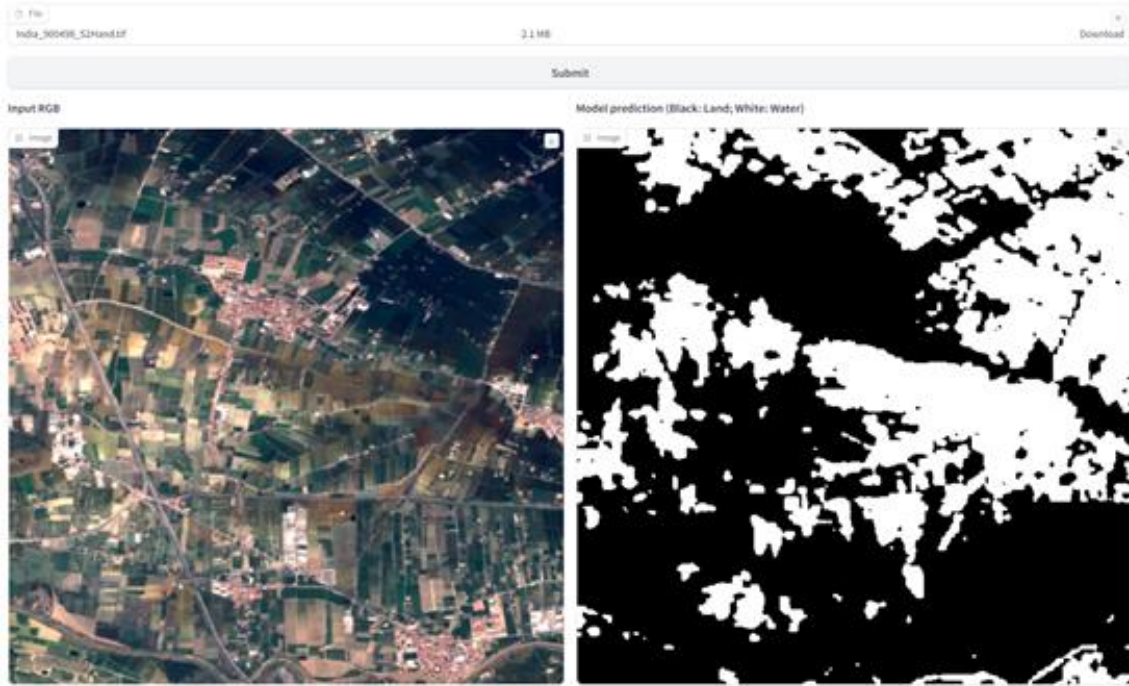 File
India_900498_S2Hand.tif 2.1 MB Download
Submit
Input RGB
Model prediction (Black: Land; White: Water)
Image
Image